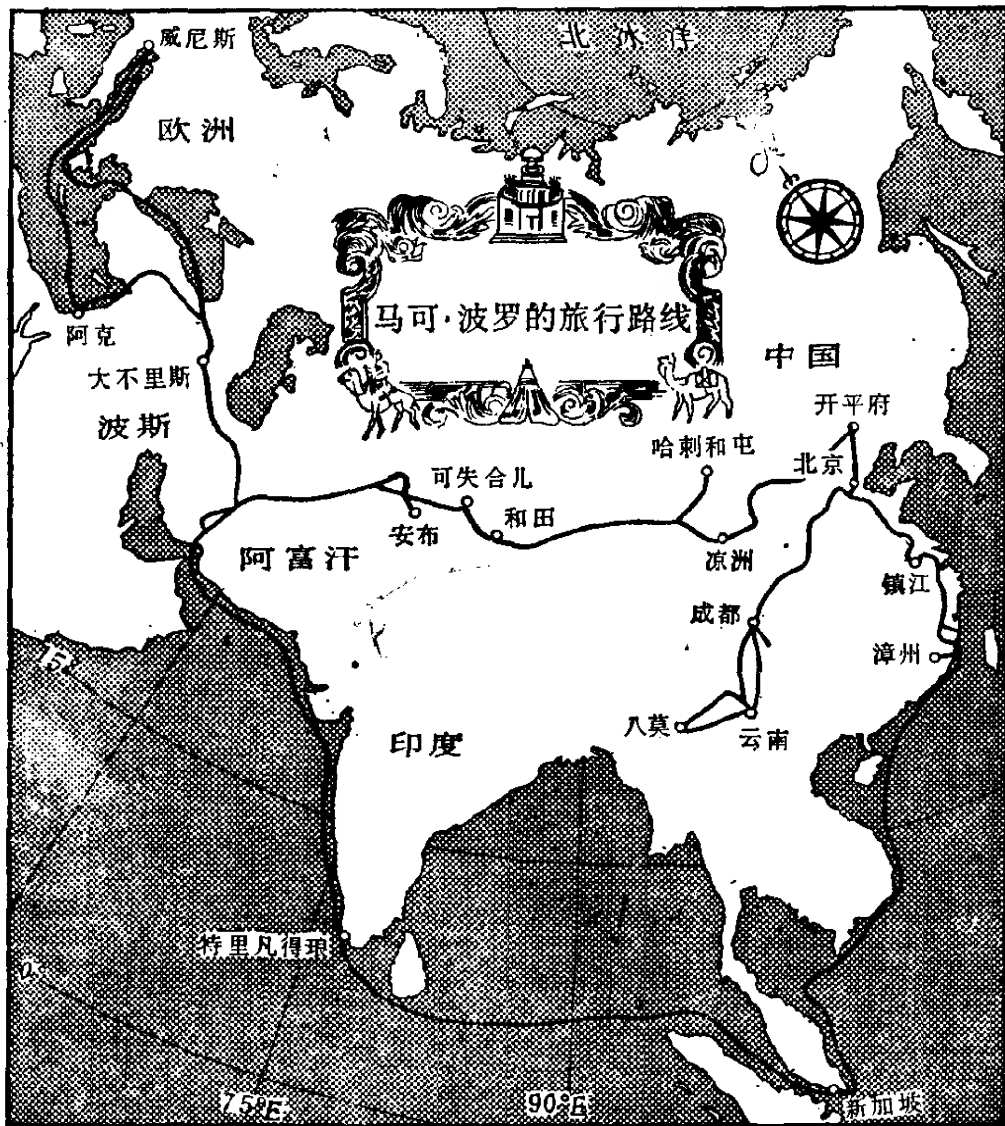 威尼斯
北冰洋
欧洲
马可·波罗的旅行路线
阿克
大不里斯
中国
波斯
开平府
哈刺和屯
北京
可失合儿
和田
安布
凉洲
阿富汗
镇江
成都
漳州
15°
八莫
云南
印度
特里凡得琅
0°
75°E
90°E
新加坡